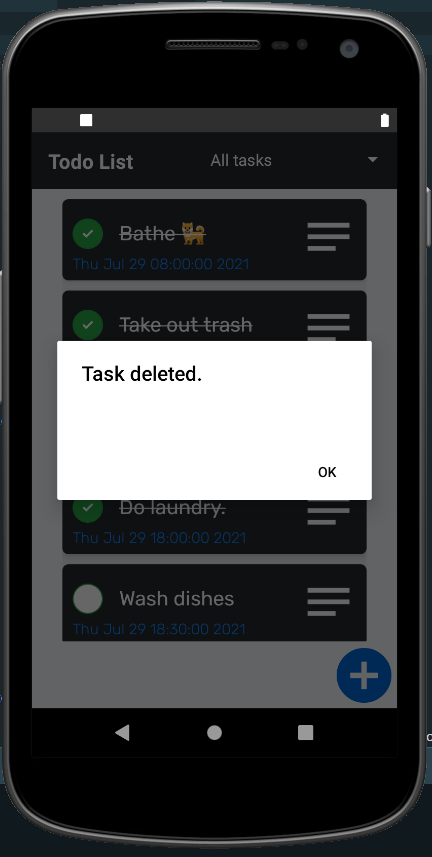 Todo List
All tasks
Bathe 🐕
Thu Jul 29 08:00:00 2021
Take out trash
Task deleted.
OK
Do laundry.
Thu Jul 29 18:00:00 2021
Wash dishes
Thu Jul 29 18:30:00 2021